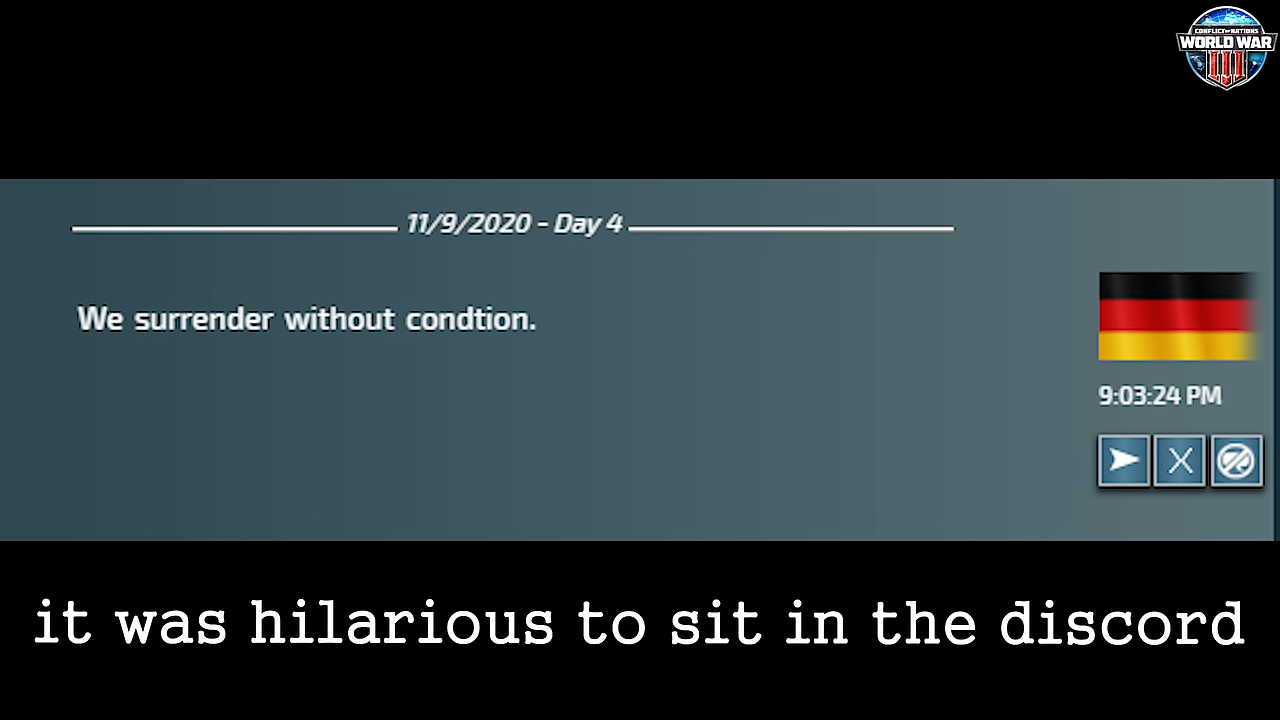 CONFLICT OF NATIONS
WORLD WAR
III
11/9/2020 - Day 4
We surrender without condtion.
9:03:24 PM
it was hilarious to sit in the discord